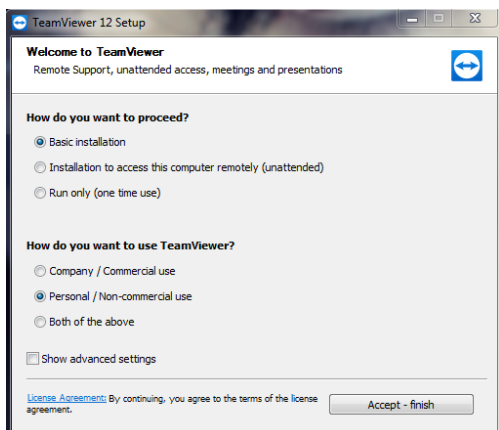 TeamViewer 12 Setup
Welcome to TeamViewer
Remote Support, unattended access, meetings and presentations
How do you want to proceed?
Basic installation
Installation to access this computer remotely (unattended)
Run only (one time use)
How do you want to use TeamViewer?
Company / Commercial use
Personal / Non-commercial use
Both of the above
Show advanced settings
License Agreement: By continuing, you agree to the terms of the license
agreement.
Accept - finish